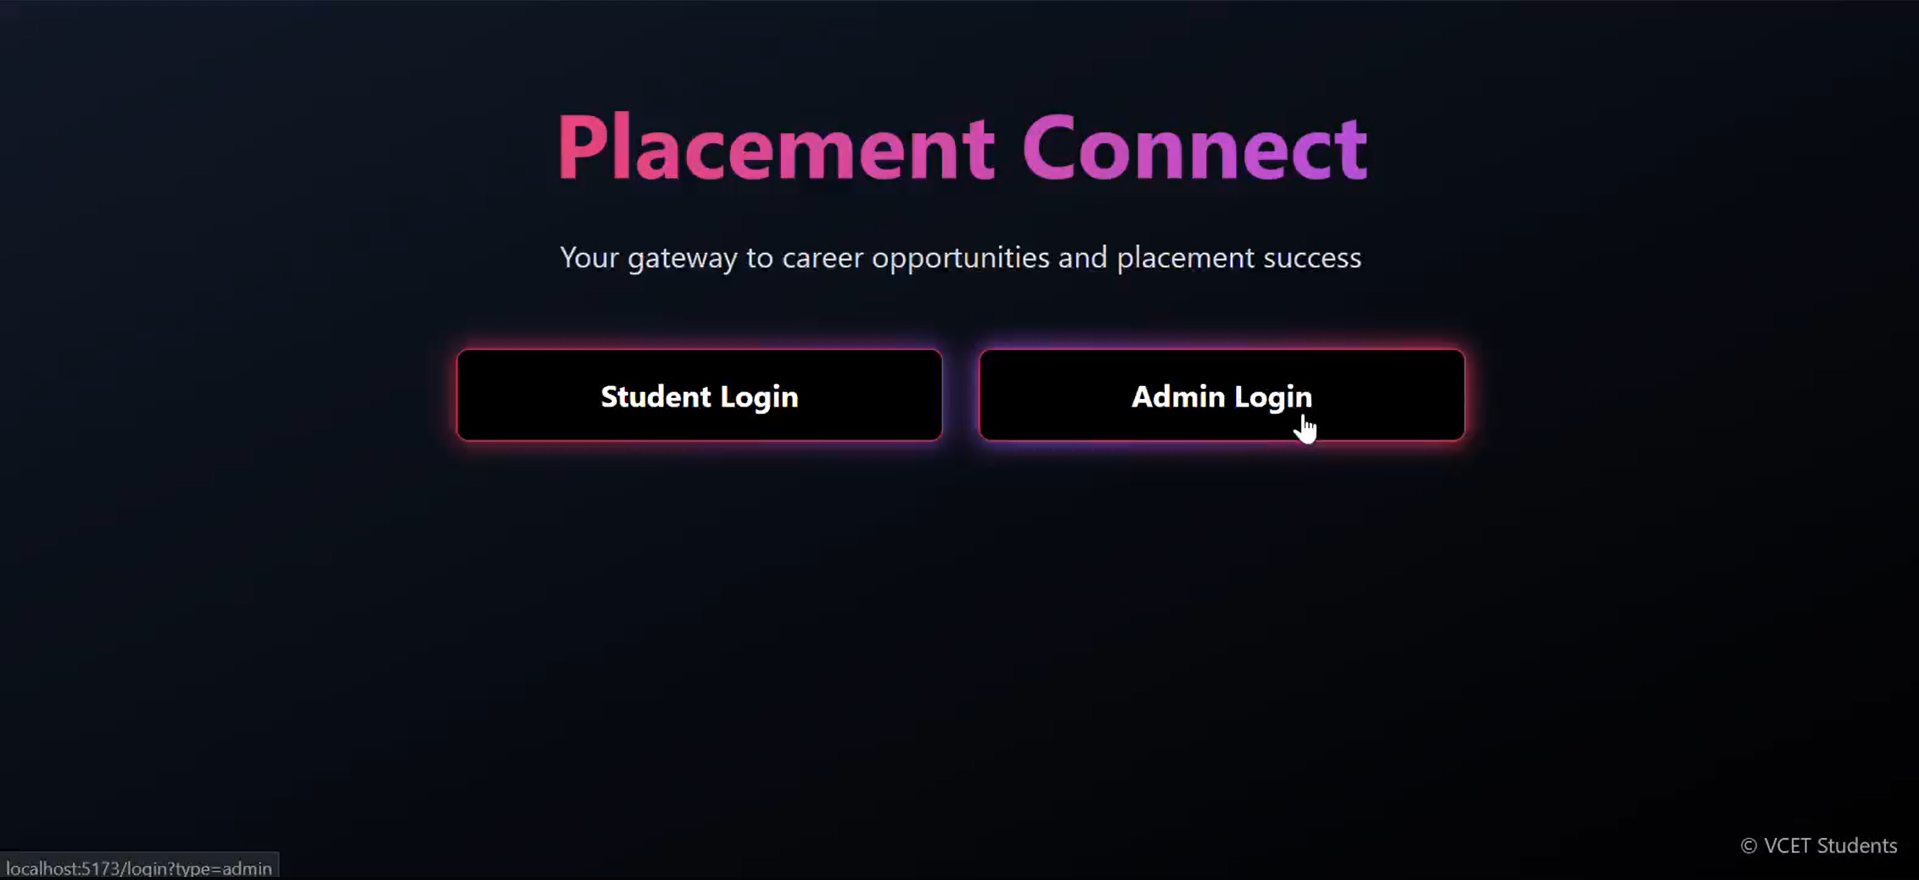 Placement Connect
Your gateway to career opportunities and placement success
Student Login
Admin Login
© VCET Students
localhost:5173/login?type=admin